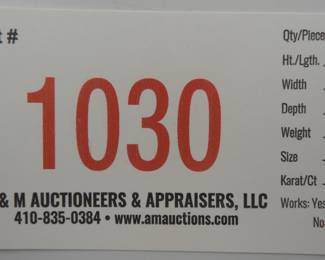 t #
1030
& M AUCTIONEERS & APPRAISERS, LLC
410-835-0384 • www.amauctions.com
Qty/Piece
Ht./Lgth.
Width
Depth
Weight
Size
Karat/Ct
Works: Yes
No